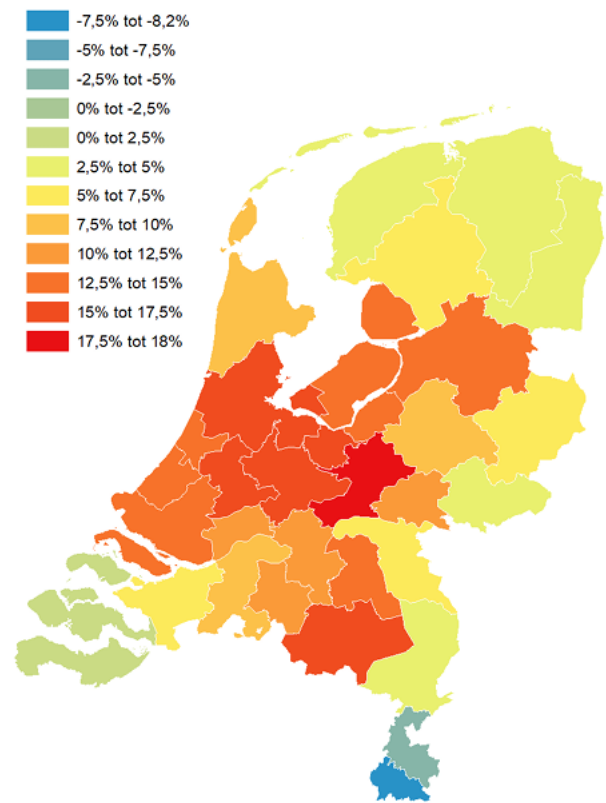 -7,5% tot -8,2%
-5% tot -7,5%
-2,5% tot -5%
0% tot -2,5%
0% tot 2,5%
2,5% tot 5%
5% tot 7,5%
7,5% tot 10%
10% tot 12,5%
12,5% tot 15%
15% tot 17,5%
17,5% tot 18%